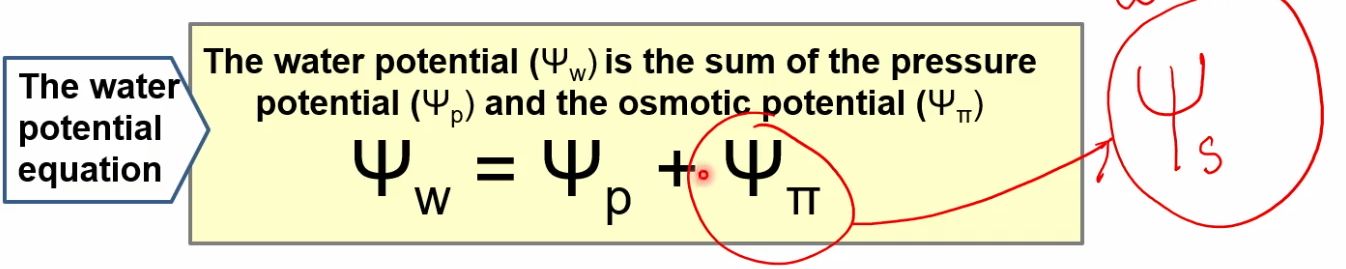 The water
potential
equation
The water potential (Ψw) is the sum of the pressure
potential (Ψp) and the osmotic potential (Ψπ)
Ψw = Ψp + Ψπ
Ψs